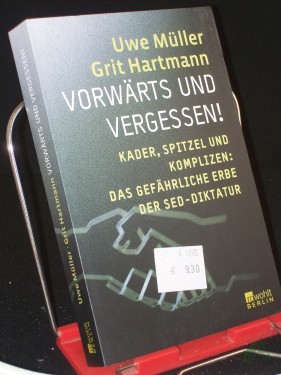 Uwe Müller
Grit Hartmann
VORWÄRTS UND
VERGESSEN!
KADER, SPITZEL UND
KOMPLIZEN:
DAS GEFÄHRLICHE ERBE
DER SED-DIKTATUR
€ 9.30
rowohlt
BERLIN
Uwe Müller · Grit Hartmann VORWÄRTS UND VERGESSEN!